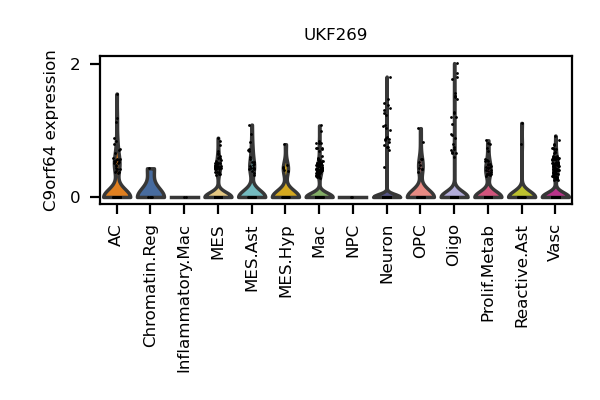 UKF269
C9orf64 expression
2
0
AC
Chromatin.Reg
Inflammatory.Mac
MES
MES.Ast
MES.Hyp
Mac
NPC
Neuron
OPC
Oligo
Prolif.Metab
Reactive.Ast
Vasc